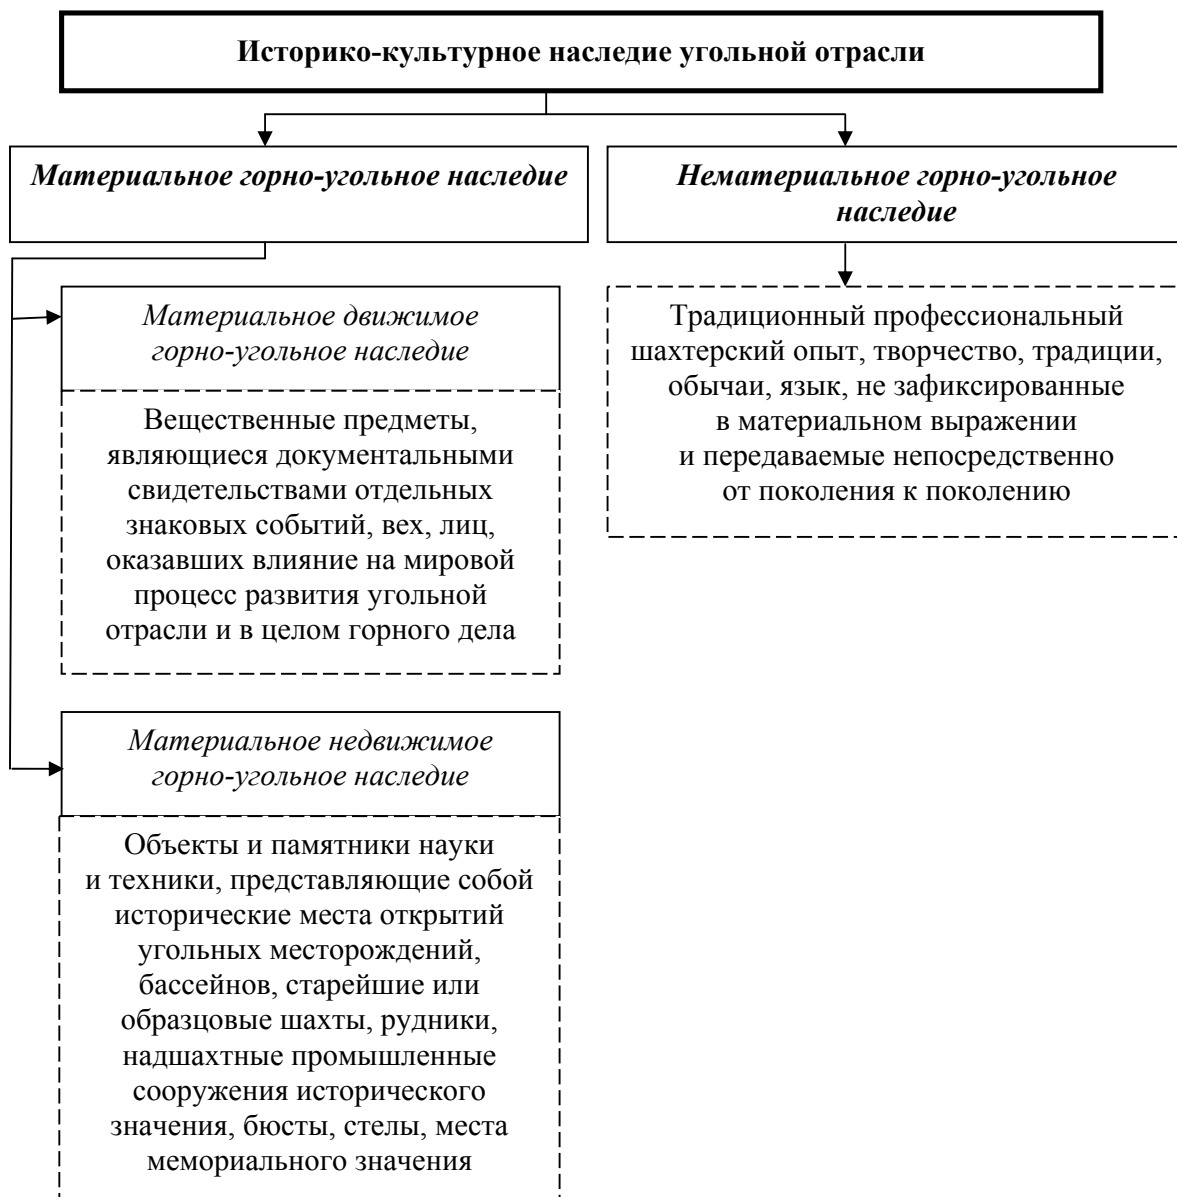 Историко-культурное наследие угольной отрасли
Материальное горно-угольное наследие
Нематериальное горно-угольное
наследие
Материальное движимое
горно-угольное наследие
Вещественные предметы,
являющиеся документальными
свидетельствами отдельных
знаковых событий, вех, лиц,
оказавших влияние на мировой
процесс развития угольной
отрасли и в целом горного дела
Традиционный профессиональный
шахтерский опыт, творчество, традиции,
обычаи, язык, не зафиксированные
в материальном выражении
и передаваемые непосредственно
от поколения к поколению
Материальное недвижимое
горно-угольное наследие
Объекты и памятники науки
и техники, представляющие собой
исторические места открытий
угольных месторождений,
бассейнов, старейшие или
образцовые шахты, рудники,
надшахтные промышленные
сооружения исторического
значения, бюсты, стелы, места
мемориального значения